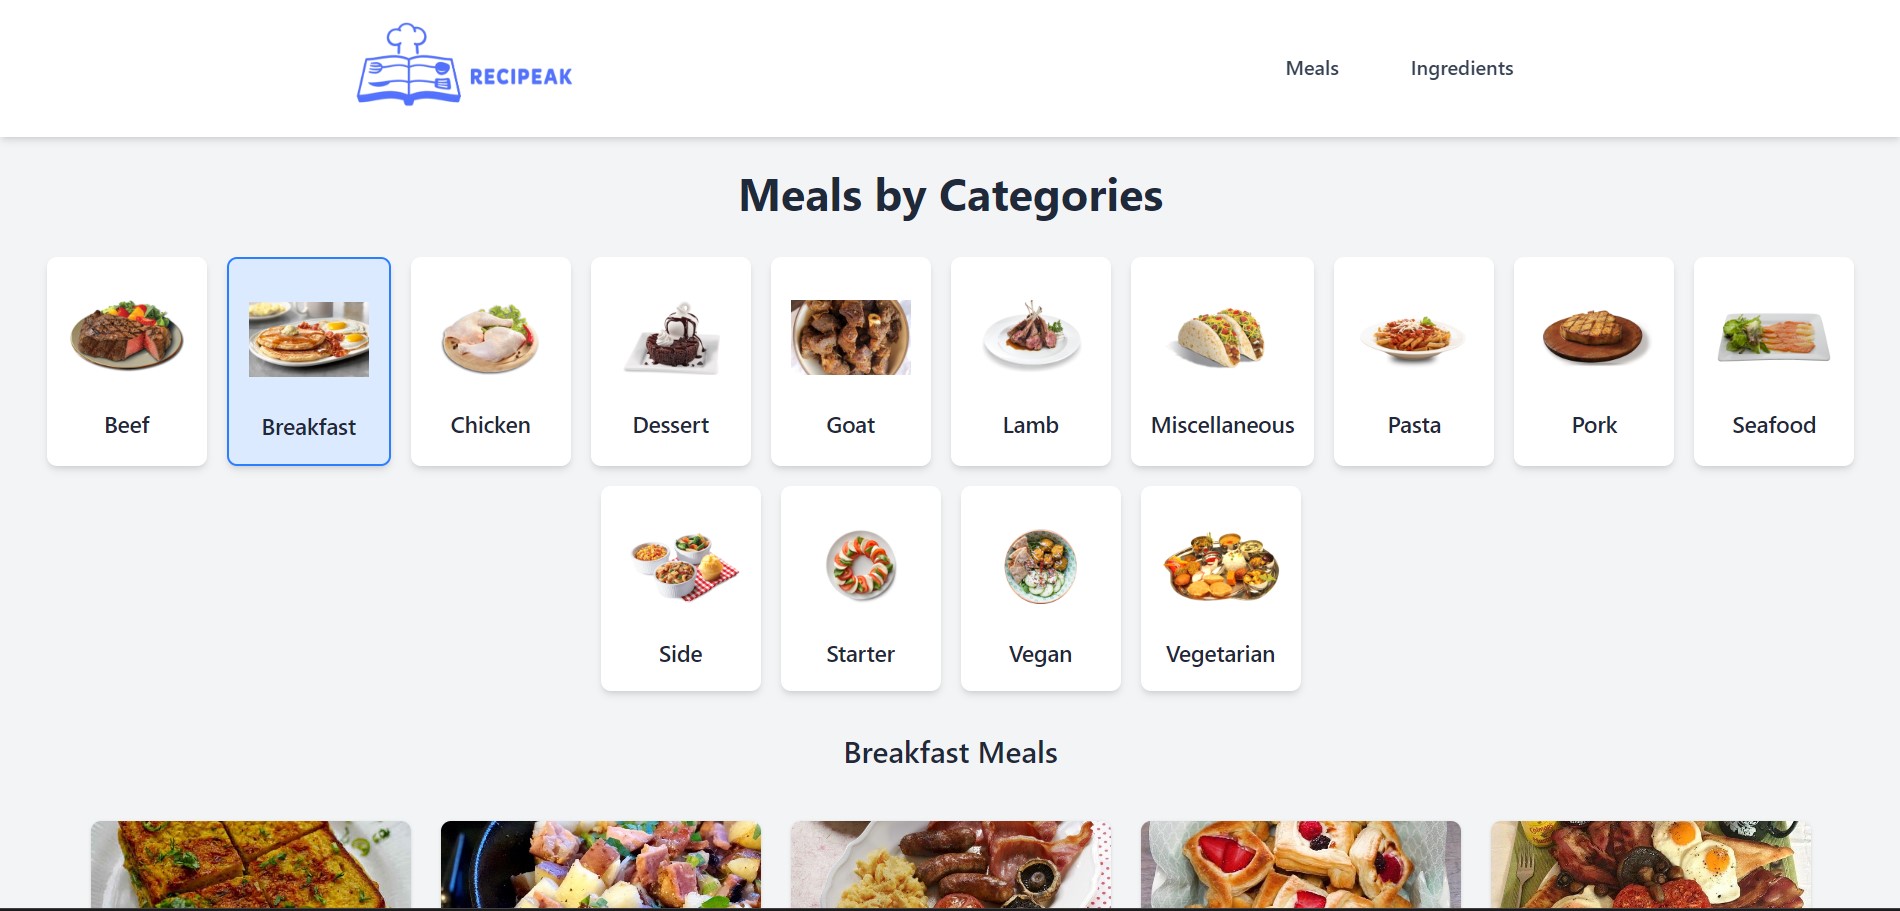 RECIPEAK
Meals
Ingredients
Meals by Categories
Beef
Breakfast
Chicken
Dessert
Goat
Lamb
Miscellaneous
Pasta
Pork
Seafood
Side
Starter
Vegan
Vegetarian
Breakfast Meals